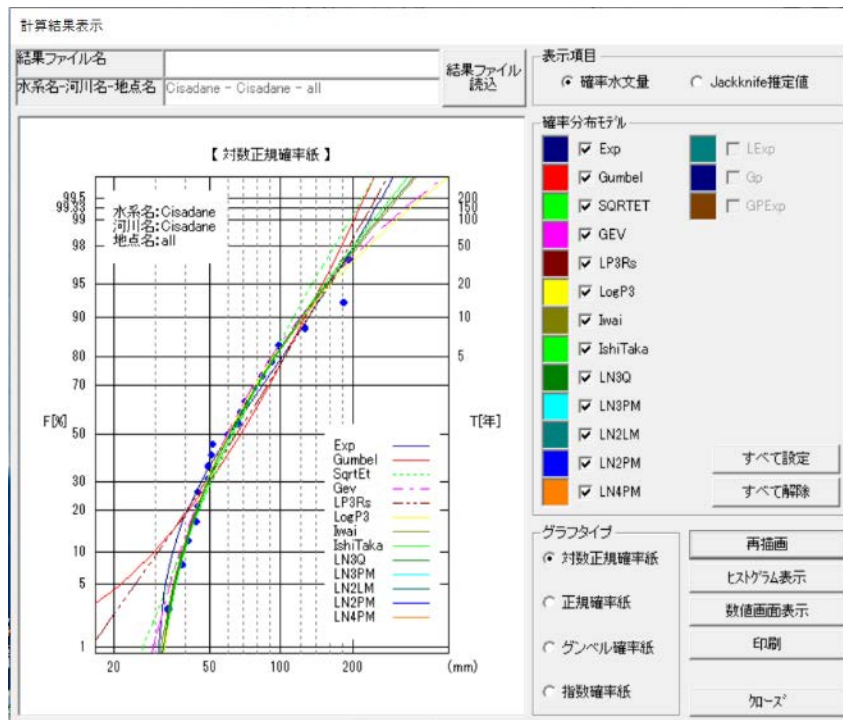 計算結果表示
結果ファイル名
水系名-河川名-地点名 Cisadane - Cisadane - all
結果ファイル
読込
表示項目
確率水文量 Jackknife推定値
【 対数正規確率紙 】
水系名:Cisadane
河川名:Cisadane
地点名:all
99.5
99.33
99
98
95
90
80
70
F[%]
50
30
20
10
5
1
200
150
100
50
20
10
5
T[年]
Exp
Gumbel
SqrtEt
Gev
LP3Rs
LogP3
Iwai
IshiTaka
LN3Q
LN3PM
LN2LM
LN2PM
LN4PM
20 50 100 200 (mm)
確率分布モデル
Exp LExp
Gumbel Gp
SQRTET GPExp
GEV
LP3Rs
LogP3
Iwai
IshiTaka
LN3Q
LN3PM
LN2LM
LN2PM
LN4PM
すべて設定
すべて解除
グラフタイプ
対数正規確率紙
正規確率紙
グンベル確率紙
指数確率紙
再描画
ヒストグラム表示
数値画面表示
印刷
クローズ